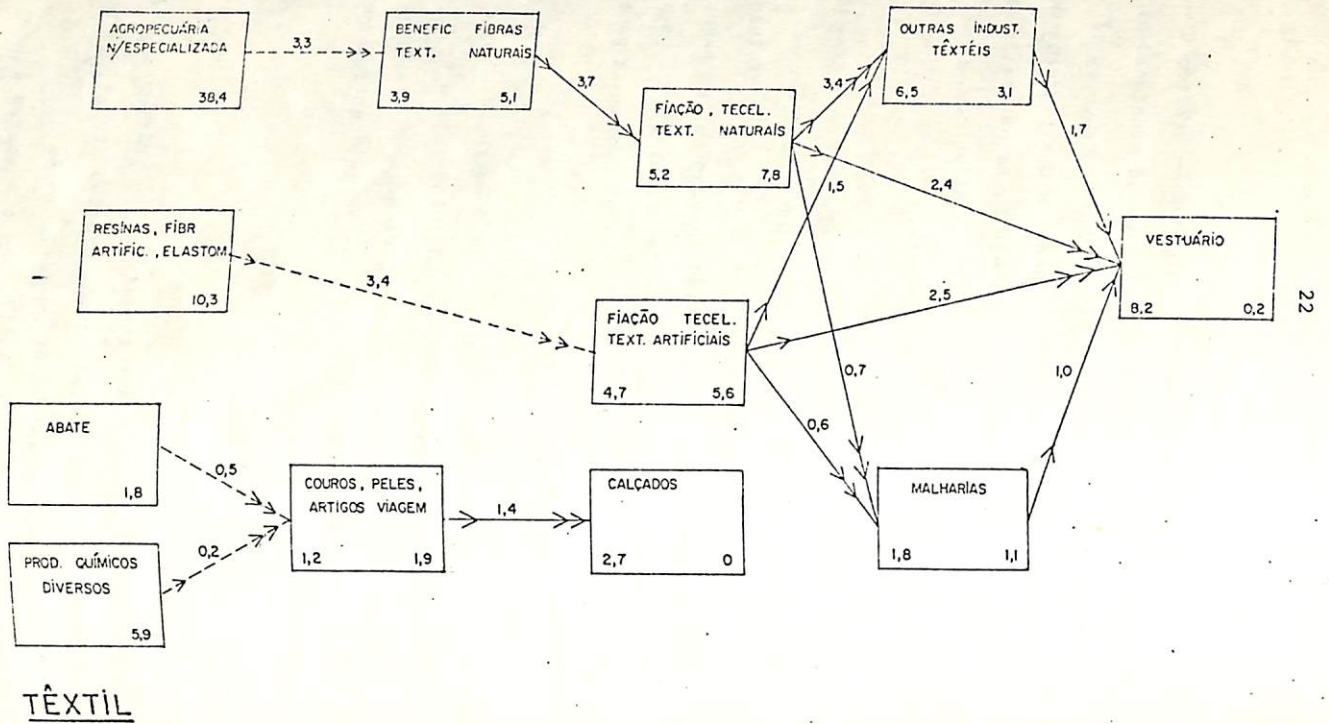 AGROPECUÁRIA
N/ESPECIALIZADA
38,4
3,3
BENEFIC FIBRAS
TEXT. NATURAIS
3,9 5,1
3,7
FIAÇÃO, TECEL.
TEXT. NATURAIS
5,2 7,8
3,4
OUTRAS INDUST.
TÊXTÉIS
6,5 3,1
1,7
1,5
2,4
RESINAS, FIBR
ARTIFIC., ELASTOM
10,3
3,4
FIAÇÃO TECEL.
TEXT. ARTIFICIAIS
4,7 5,6
2,5
0,7
0,6
1,0
VESTUÁRIO
8,2 0,2
22
ABATE
1,8
0,5
PROD. QUÍMICOS
DIVERSOS
5,9
0,2
COUROS, PELES,
ARTIGOS VIAGEM
1,2 1,9
1,4
CALÇADOS
2,7 0
MALHARIAS
1,8 1,1
TÊXTIL